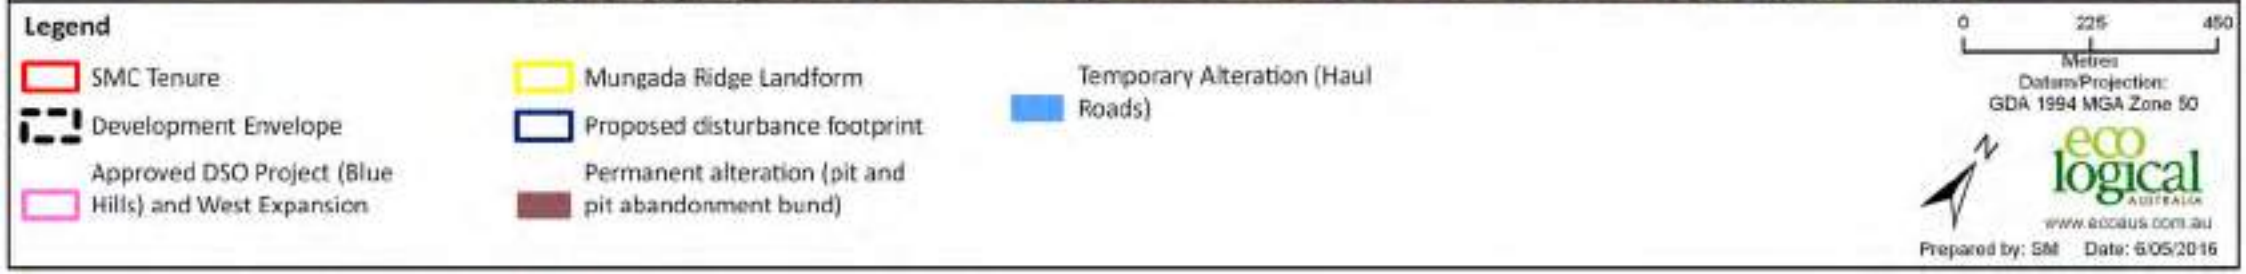 Legend
SMC Tenure
Development Envelope
Approved DSO Project (Blue
Hills) and West Expansion
Mungada Ridge Landform
Proposed disturbance footprint
Permanent alteration (pit and
pit abandonment bund)
Temporary Alteration (Haul
Roads)
0 225 450
Metres
Datum/Projection:
GDA 1994 MGA Zone 50
N
eco
logical
AUSTRALIA
www.ecoaus.com.au
Prepared by: SM Date: 6/05/2016